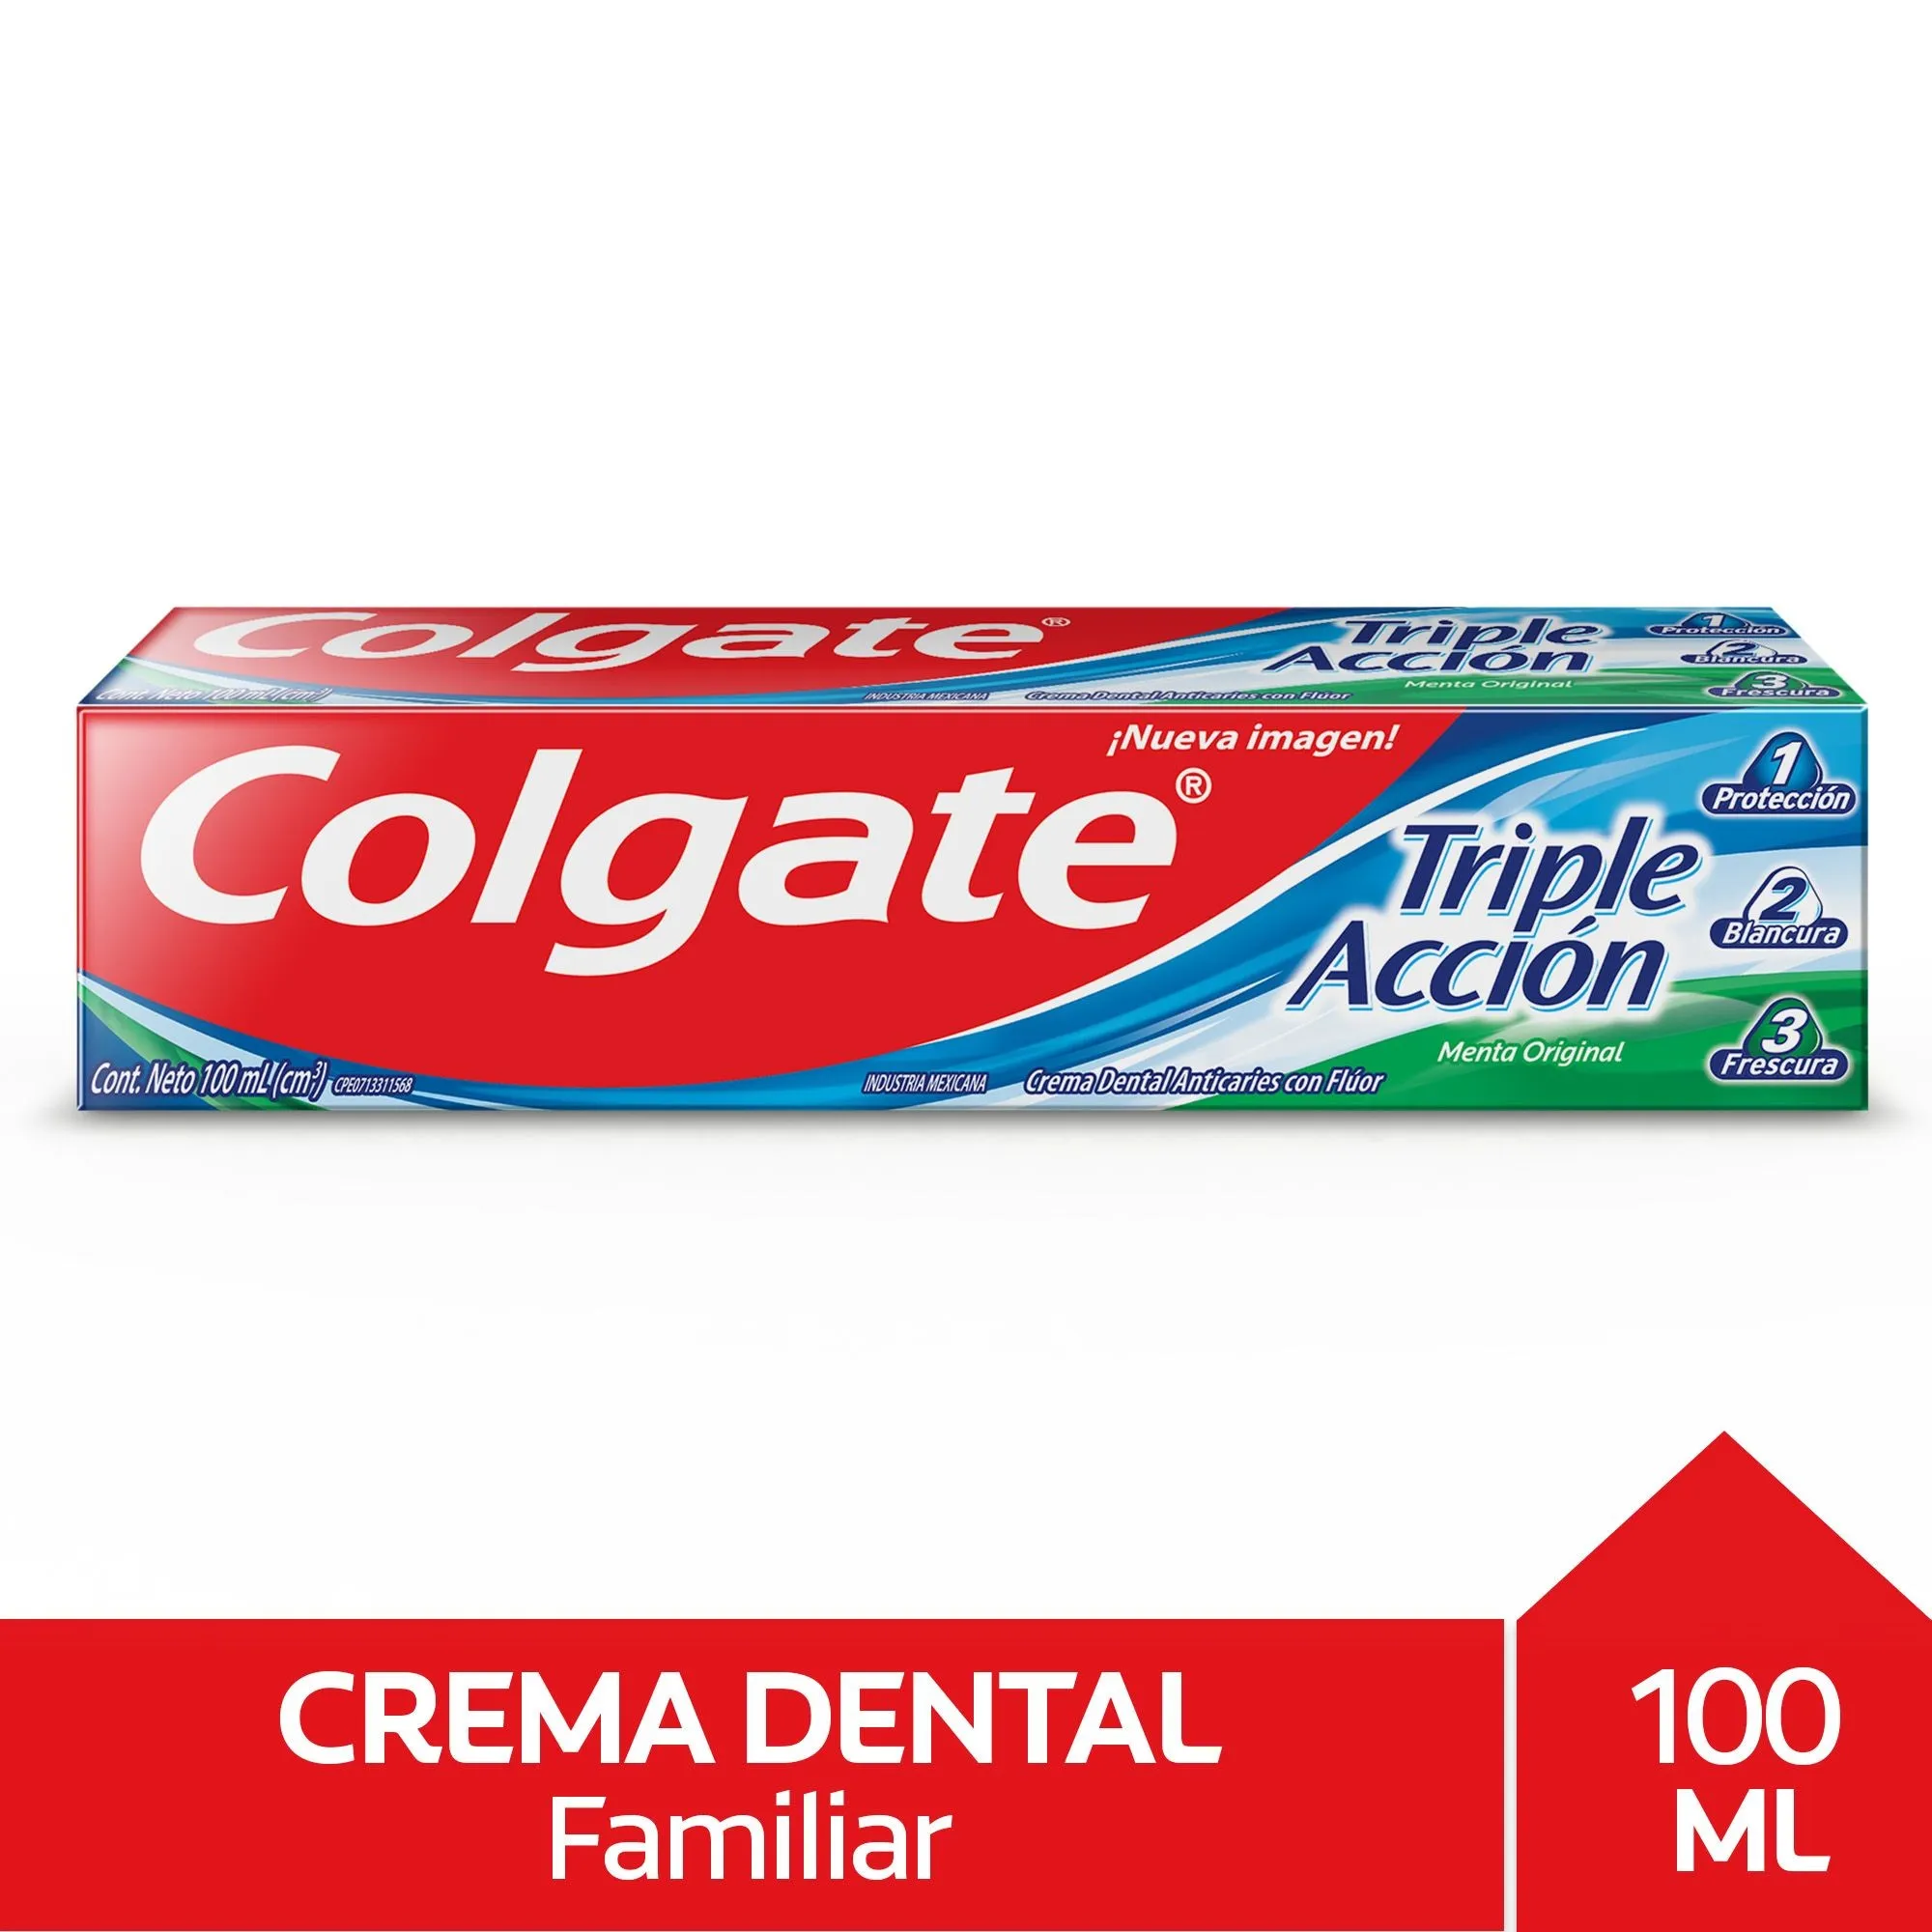 Colgate®
Triple
Acción
Menta Original
1
Protección
2
Blancura
3
Frescura
Cont. Neto 100 mL (cm³)
INDUSTRIA MEXICANA
Crema Dental Anticaries con Flúor
¡Nueva imagen!
Colgate®
Triple
Acción
Menta Original
1
Protección
2
Blancura
3
Frescura
Cont. Neto 100 mL (cm³) CPE0713311568
INDUSTRIA MEXICANA
Crema Dental Anticaries con Flúor
CREMA DENTAL
Familiar
100
ML